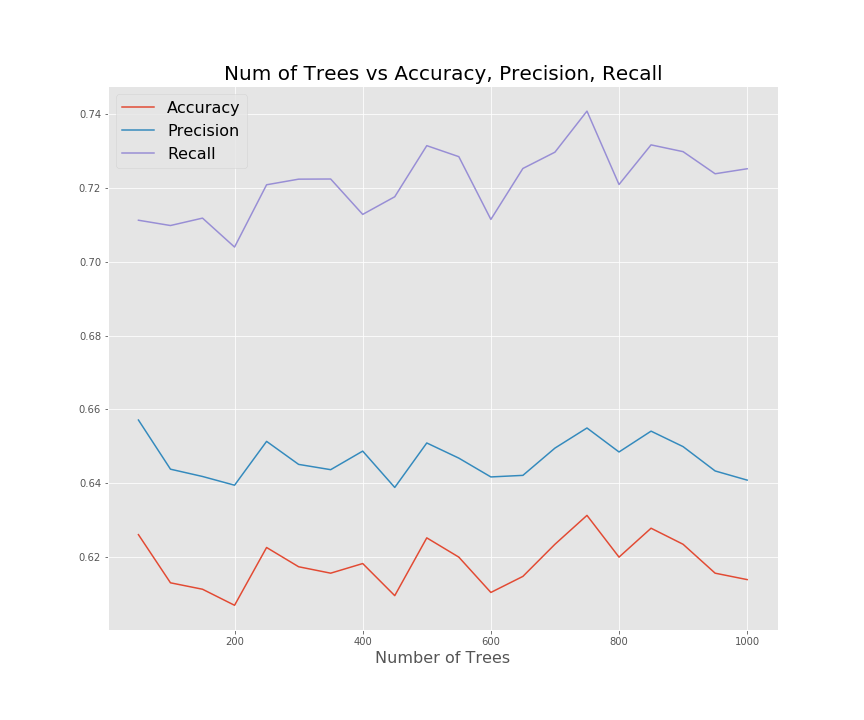 Num of Trees vs Accuracy, Precision, Recall
Accuracy
Precision
Recall
0.74
0.72
0.70
0.68
0.66
0.64
0.62
200 400 600 800 1000
Number of Trees